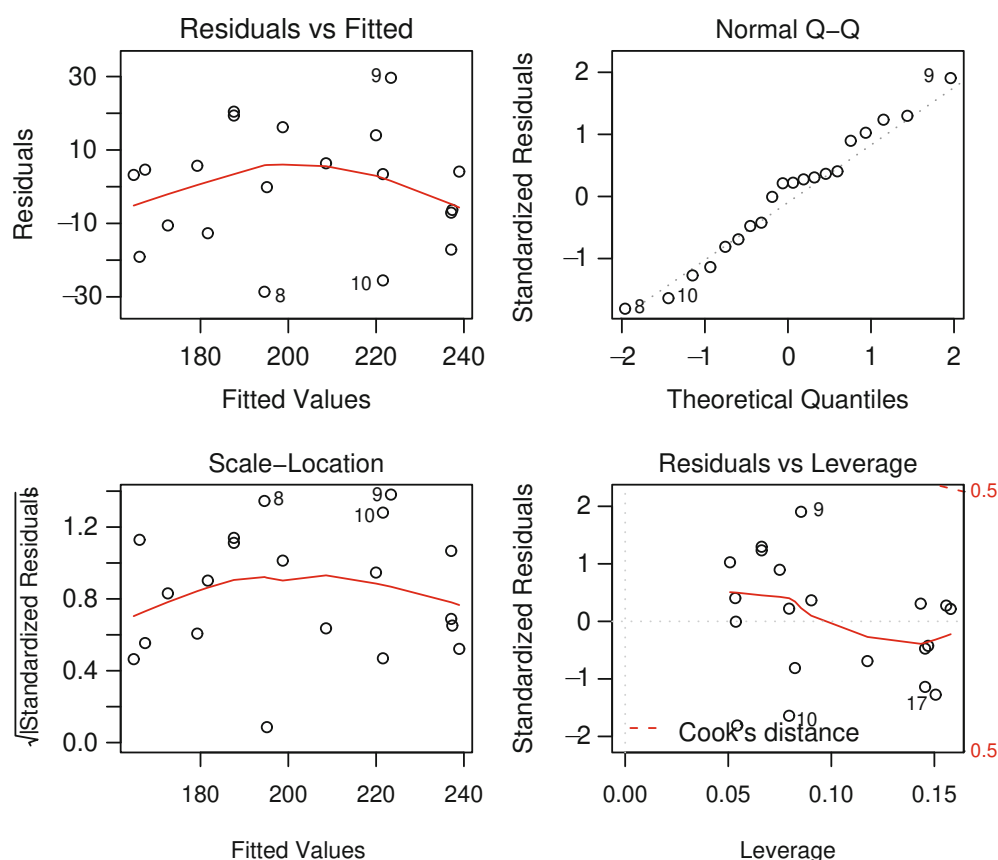 Residuals vs Fitted
Residuals
30
10
−10
−30
9
8
10
180 200 220 240
Fitted Values
Normal Q−Q
Standardized Residuals
2
1
0
−1
9
8
10
−2 −1 0 1 2
Theoretical Quantiles
Scale−Location
√|Standardized Residuals|
1.2
0.8
0.4
0.0
8
9
10
180 200 220 240
Fitted Values
Residuals vs Leverage
Standardized Residuals
2
1
0
−1
−2
9
17
10
Cook's distance
0.5
0.5
0.00 0.05 0.10 0.15
Leverage